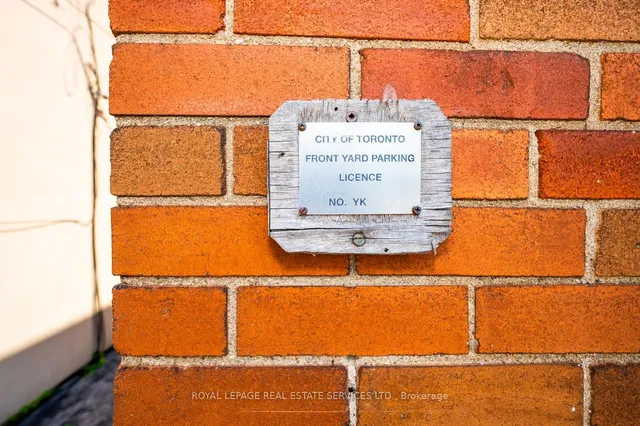 CITY OF TORONTO
FRONT YARD PARKING
LICENCE
NO. YK
ROYAL LEPAGE REAL ESTATE SERVICES LTD., Brokerage